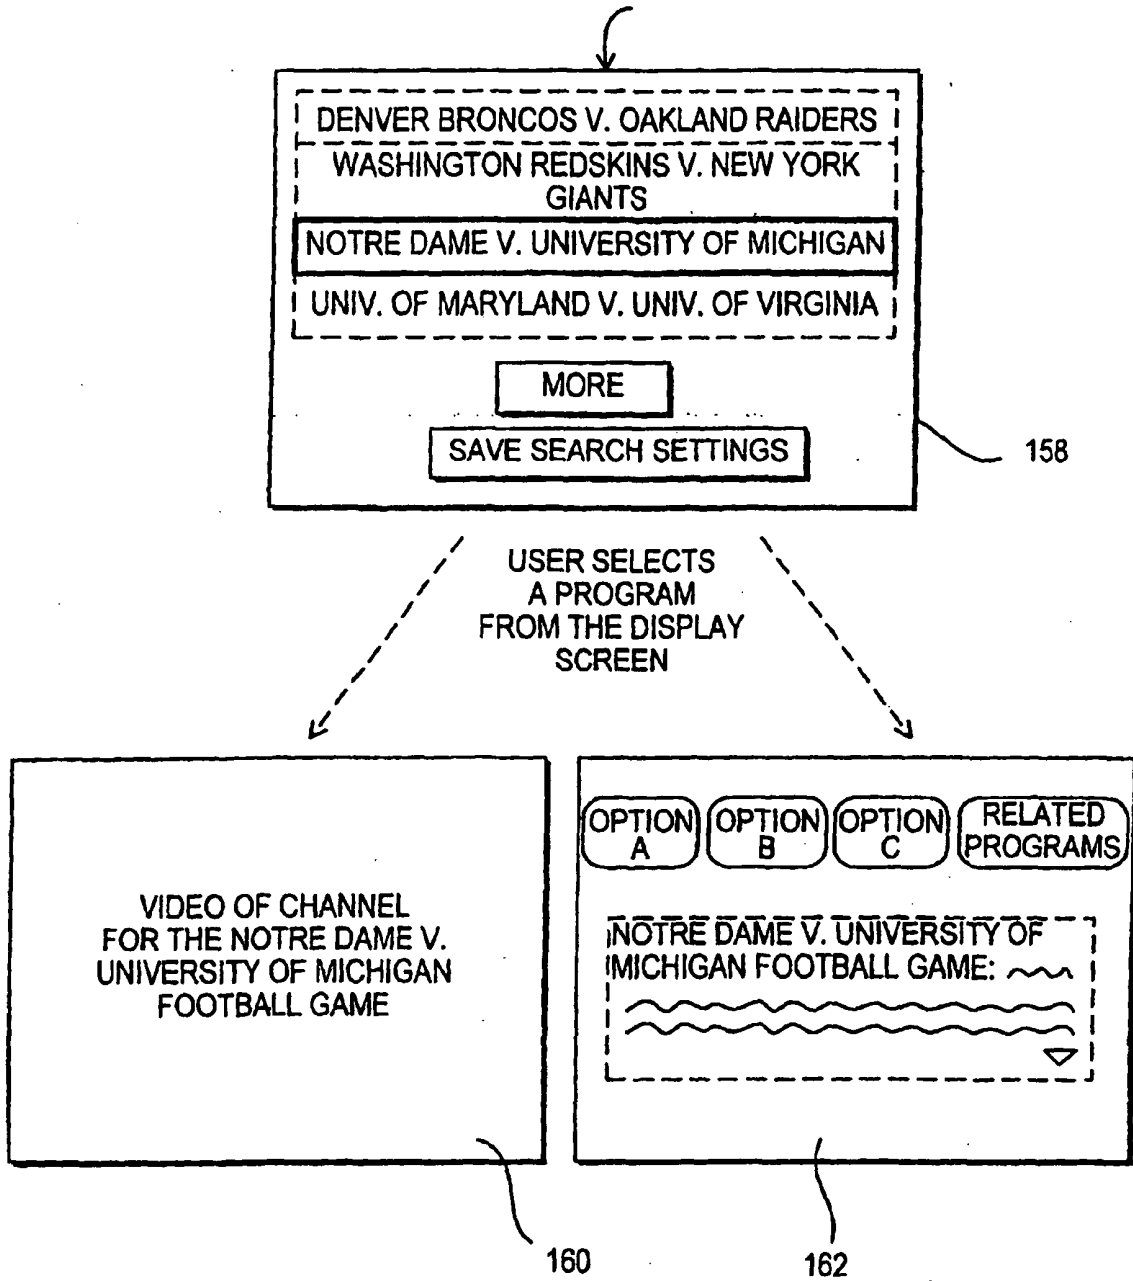 DENVER BRONCOS V. OAKLAND RAIDERS
WASHINGTON REDSKINS V. NEW YORK
GIANTS
NOTRE DAME V. UNIVERSITY OF MICHIGAN
UNIV. OF MARYLAND V. UNIV. OF VIRGINIA
MORE
SAVE SEARCH SETTINGS
158
USER SELECTS
A PROGRAM
FROM THE DISPLAY
SCREEN
VIDEO OF CHANNEL
FOR THE NOTRE DAME V.
UNIVERSITY OF MICHIGAN
FOOTBALL GAME
160
OPTION
A
OPTION
B
OPTION
C
RELATED
PROGRAMS
NOTRE DAME V. UNIVERSITY OF
MICHIGAN FOOTBALL GAME:
162